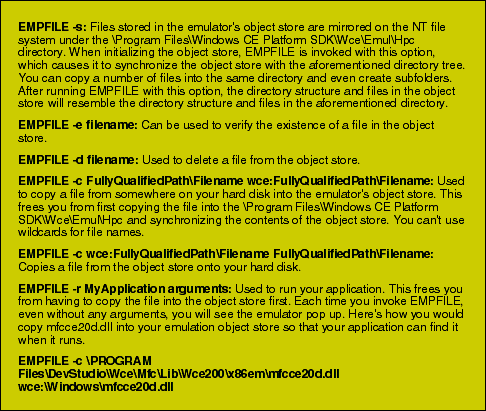 EMPFILE -s: Files stored in the emulator's object store are mirrored on the NT file
system under the \Program Files\Windows CE Platform SDK\Wce\Emul\Hpc
directory. When initializing the object store, EMPFILE is invoked with this option,
which causes it to synchronize the object store with the aforementioned directory tree.
You can copy a number of files into the same directory and even create subfolders.
After running EMPFILE with this option, the directory structure and files in the object
store will resemble the directory structure and files in the aforementioned directory.
EMPFILE -e filename: Can be used to verify the existence of a file in the object
store.
EMPFILE -d filename: Used to delete a file from the object store.
EMPFILE -c FullyQualifiedPath\Filename wce:FullyQualifiedPath\Filename: Used
to copy a file from somewhere on your hard disk into the emulator's object store. This
frees you from first copying the file into the \Program Files\Windows CE Platform
SDK\Wce\Emul\Hpc and synchronizing the contents of the object store. You can't use
wildcards for file names.
EMPFILE -c wce:FullyQualifiedPath\Filename FullyQualifiedPath\Filename:
Copies a file from the object store onto your hard disk.
EMPFILE -r MyApplication arguments: Used to run your application. This frees you
from having to copy the file into the object store first. Each time you invoke EMPFILE,
even without any arguments, you will see the emulator pop up. Here's how you would
copy mfcce20d.dll into your emulation object store so that your application can find it
when it runs.
EMPFILE -c \PROGRAM
Files\DevStudio\Wce\Mfc\Lib\Wce200\x86em\mfcce20d.dll
wce:\Windows\mfcce20d.dll